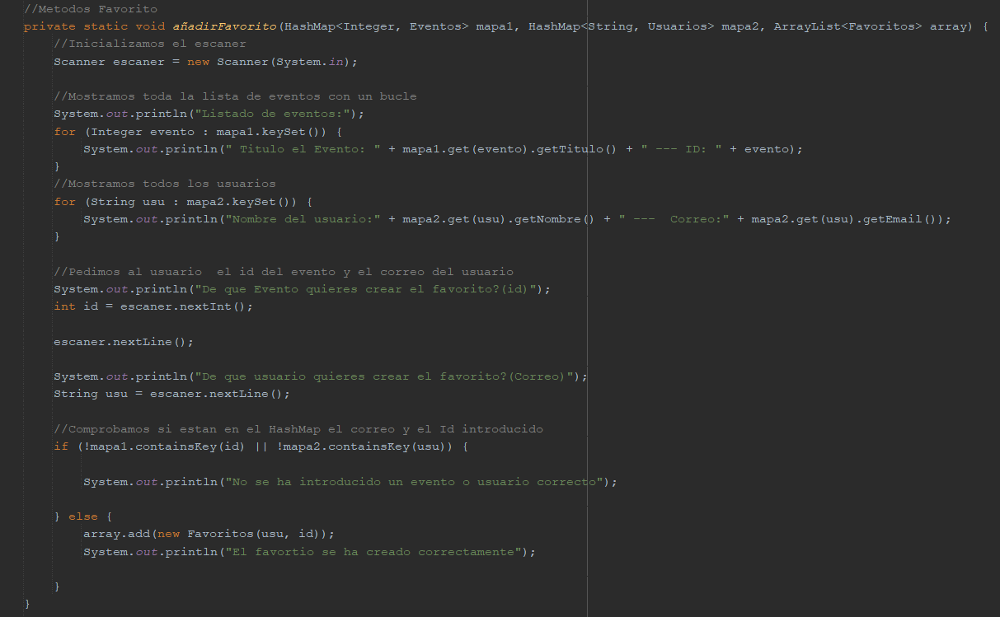 //Metodos Favorito
private static void añadirFavorito(HashMap<Integer, Eventos> mapa1, HashMap<String, Usuarios> mapa2, ArrayList<Favoritos> array) {
//Inicializamos el escaner
Scanner escaner = new Scanner(System.in);
//Mostramos toda la lista de eventos con un bucle
System.out.println("Listado de eventos:");
for (Integer evento : mapa1.keySet()) {
System.out.println(" Titulo el Evento: " + mapa1.get(evento).getTitulo() + " --- ID: " + evento);
}
//Mostramos todos los usuarios
for (String usu : mapa2.keySet()) {
System.out.println("Nombre del usuario:" + mapa2.get(usu).getNombre() + " ---  Correo:" + mapa2.get(usu).getEmail());
}
//Pedimos al usuario  el id del evento y el correo del usuario
System.out.println("De que Evento quieres crear el favorito?(id)");
int id = escaner.nextInt();
escaner.nextLine();
System.out.println("De que usuario quieres crear el favorito?(Correo)");
String usu = escaner.nextLine();
//Comprobamos si estan en el HashMap el correo y el Id introducido
if (!mapa1.containsKey(id) || !mapa2.containsKey(usu)) {
System.out.println("No se ha introducido un evento o usuario correcto");
} else {
array.add(new Favoritos(usu, id));
System.out.println("El favortio se ha creado correctamente");
}
}